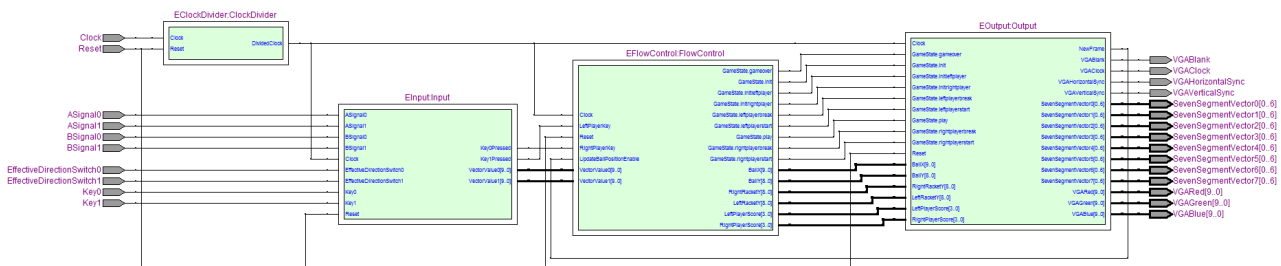 EClockDivider:ClockDivider
Clock
Reset
Clock
Reset
DividedClock
EInput:Input
ASignal0
ASignal1
BSignal0
BSignal1
EffectiveDirectionSwitch0
EffectiveDirectionSwitch1
Key0
Key1
ASignal0
ASignal1
BSignal0
BSignal1
Clock
EffectiveDirectionSwitch0
EffectiveDirectionSwitch1
Key0
Key1
Reset
Key0Pressed
Key1Pressed
VectorValue0[9..0]
VectorValue1[9..0]
EFlowControl:FlowControl
Clock
LeftPlayerKey
Reset
RightPlayerKey
UpdateBallPositionEnable
VectorValue0[9..0]
VectorValue1[9..0]
GameState.gameover
GameState.init
GameState.initleftplayer
GameState.initrightplayer
GameState.leftplayerbreak
GameState.leftplayerstart
GameState.play
GameState.rightplayerbreak
GameState.rightplayerstart
BallX[9..0]
BallY[8..0]
RightRacketY[8..0]
LeftRacketY[8..0]
LeftPlayerScore[3..0]
RightPlayerScore[3..0]
EOutput:Output
Clock
GameState.gameover
GameState.init
GameState.initleftplayer
GameState.initrightplayer
GameState.leftplayerbreak
GameState.leftplayerstart
GameState.play
GameState.rightplayerbreak
GameState.rightplayerstart
Reset
BallX[9..0]
BallY[8..0]
RightRacketY[8..0]
LeftRacketY[8..0]
LeftPlayerScore[3..0]
RightPlayerScore[3..0]
NewFrame
VGABlank
VGAClock
VGAHorizontalSync
VGAVerticalSync
SevenSegmentVector0[0..6]
SevenSegmentVector1[0..6]
SevenSegmentVector2[0..6]
SevenSegmentVector3[0..6]
SevenSegmentVector4[0..6]
SevenSegmentVector5[0..6]
SevenSegmentVector6[0..6]
SevenSegmentVector7[0..6]
VGARed[9..0]
VGAGreen[9..0]
VGABlue[9..0]
VGABlank
VGAClock
VGAHorizontalSync
VGAVerticalSync
SevenSegmentVector0[0..6]
SevenSegmentVector1[0..6]
SevenSegmentVector2[0..6]
SevenSegmentVector3[0..6]
SevenSegmentVector4[0..6]
SevenSegmentVector5[0..6]
SevenSegmentVector6[0..6]
SevenSegmentVector7[0..6]
VGARed[9..0]
VGAGreen[9..0]
VGABlue[9..0]